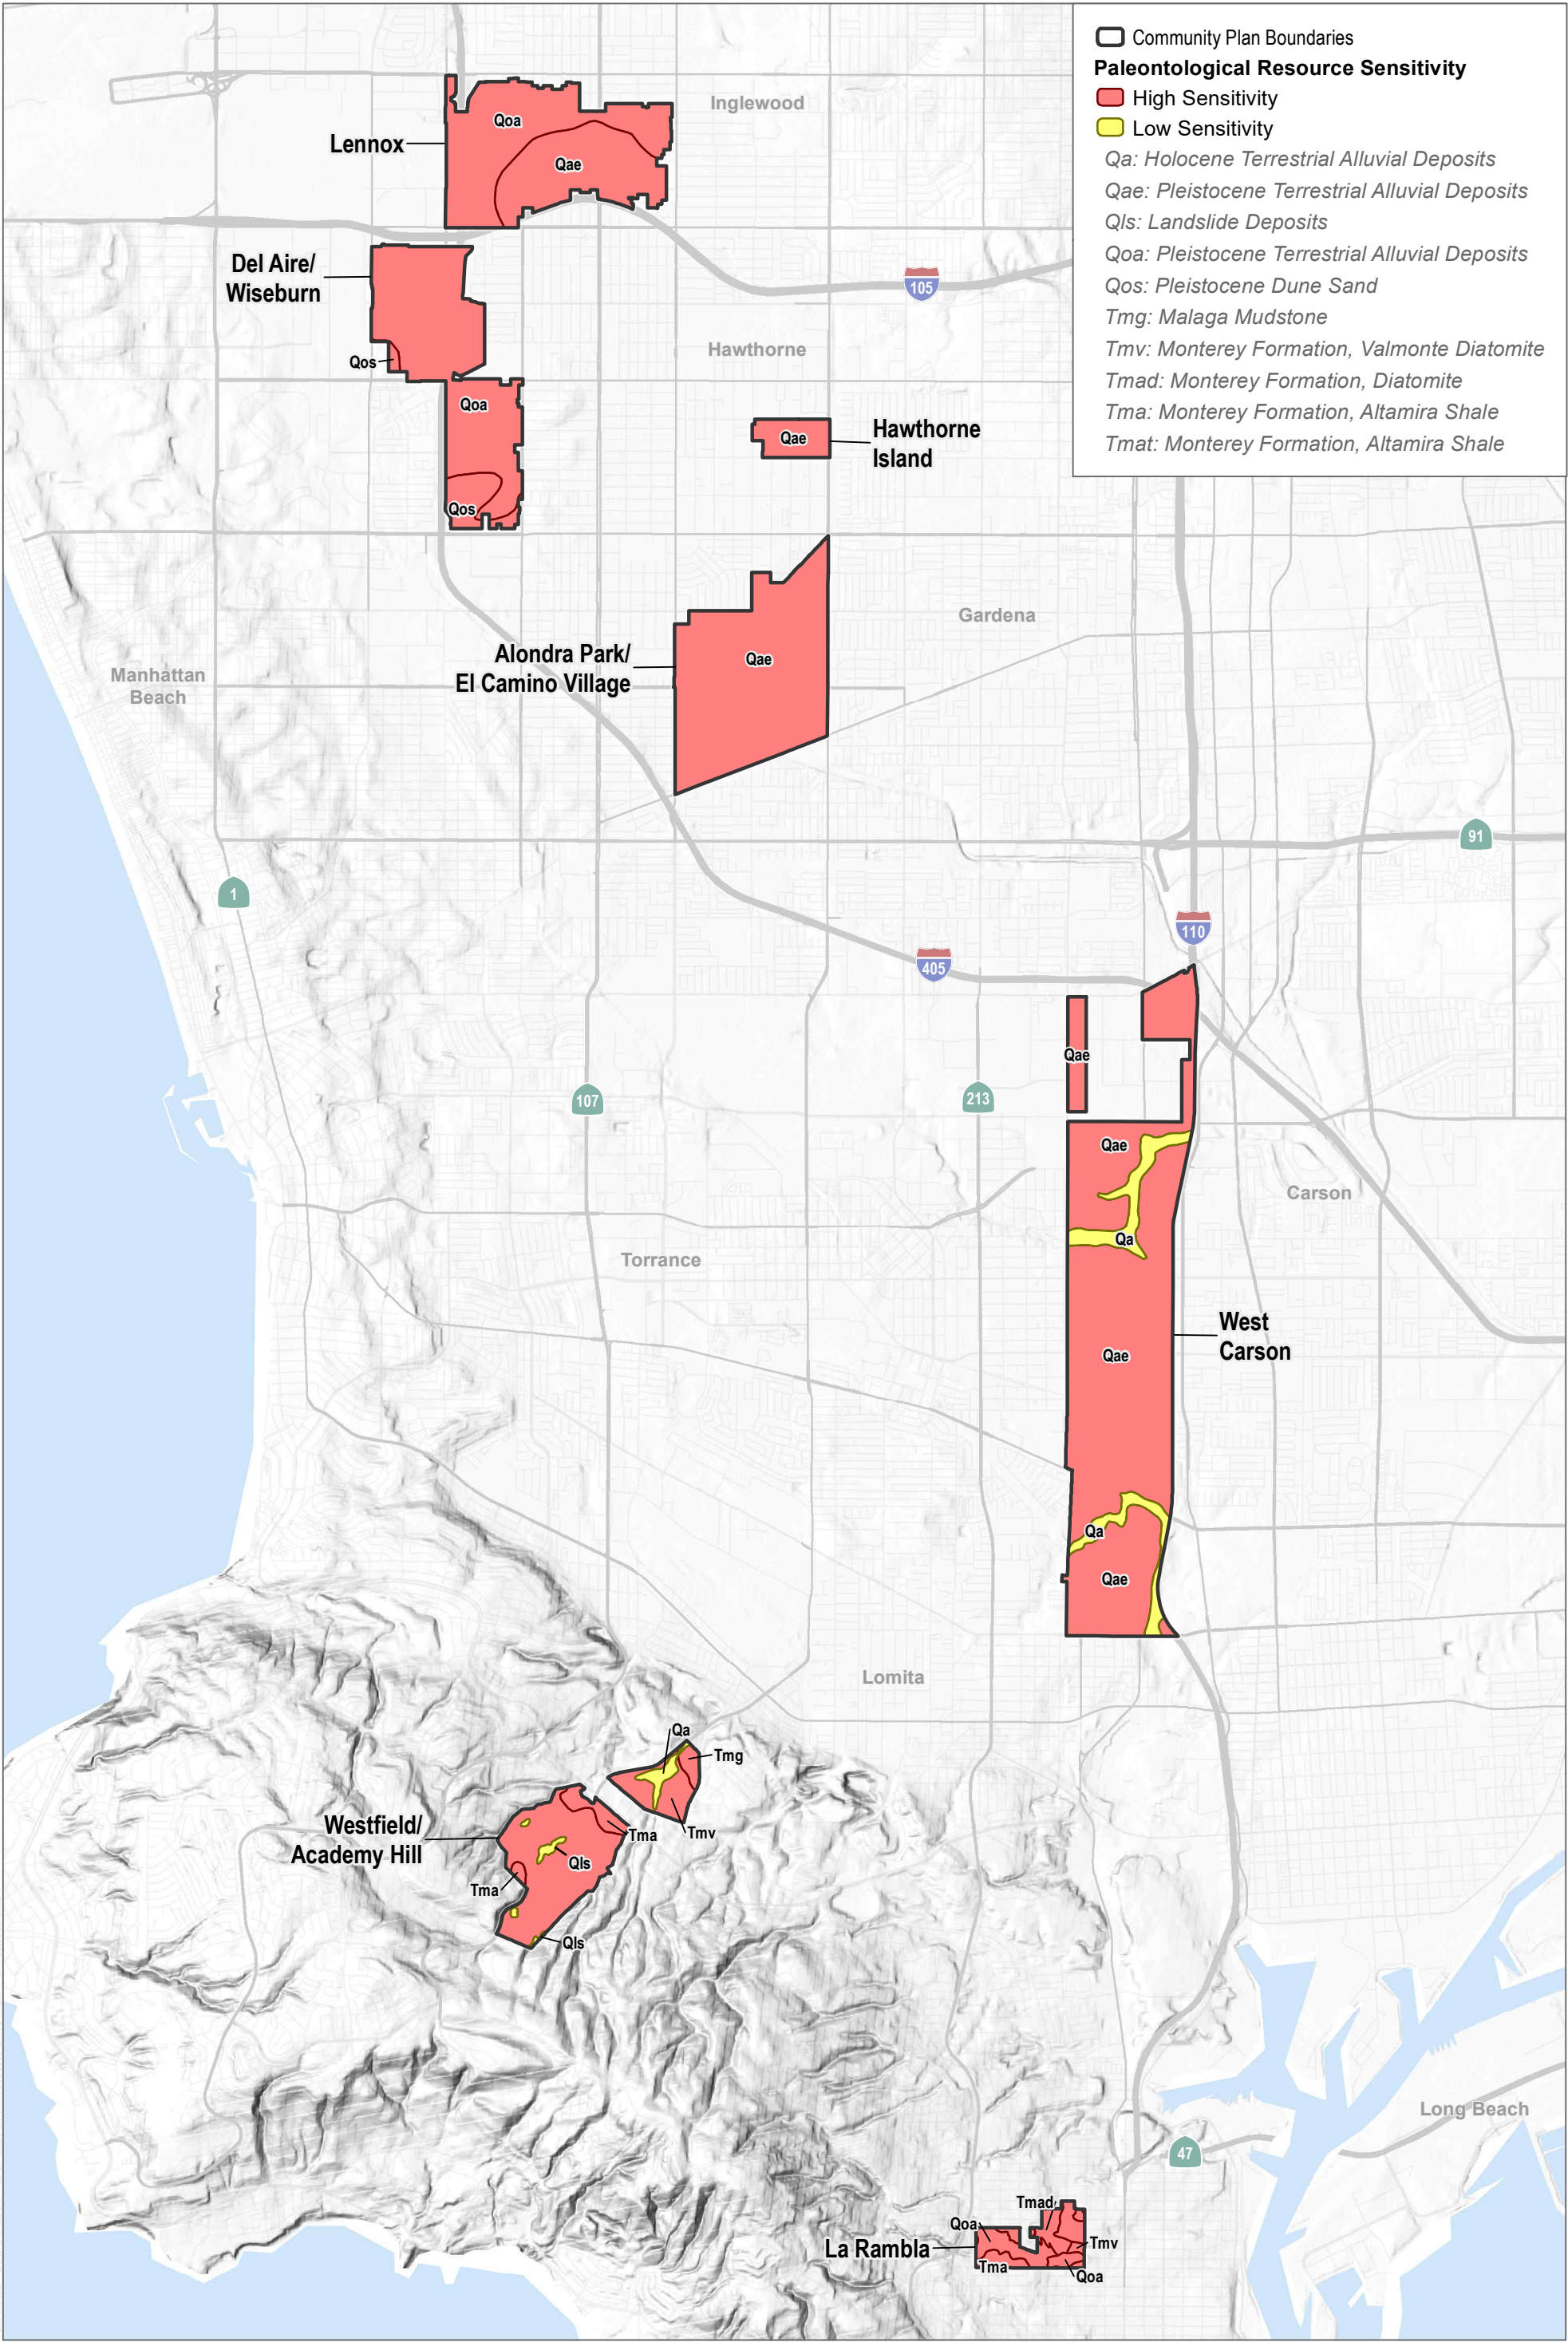 Community Plan Boundaries
Paleontological Resource Sensitivity
High Sensitivity
Low Sensitivity
Qa: Holocene Terrestrial Alluvial Deposits
Qae: Pleistocene Terrestrial Alluvial Deposits
Qls: Landslide Deposits
Qoa: Pleistocene Terrestrial Alluvial Deposits
Qos: Pleistocene Dune Sand
Tmg: Malaga Mudstone
Tmv: Monterey Formation, Valmonte Diatomite
Tmad: Monterey Formation, Diatomite
Tma: Monterey Formation, Altamira Shale
Tmat: Monterey Formation, Altamira Shale
Inglewood
Qoa
Lennox
Qae
Del Aire/
Wiseburn
105
Hawthorne
Qos
Qoa
Hawthorne
Island
Qae
Qos
Gardena
Alondra Park/
El Camino Village
Qae
Manhattan
Beach
91
1
110
405
Qae
107
213
Qae
Carson
Qa
Torrance
West
Carson
Qae
Qa
Qae
Lomita
Qa
Tmg
Westfield/
Academy Hill
Tmv
Tma
Qls
Tma
Qls
Long Beach
47
Tmad
Qoa
La Rambla
Tmv
Tma
Qoa